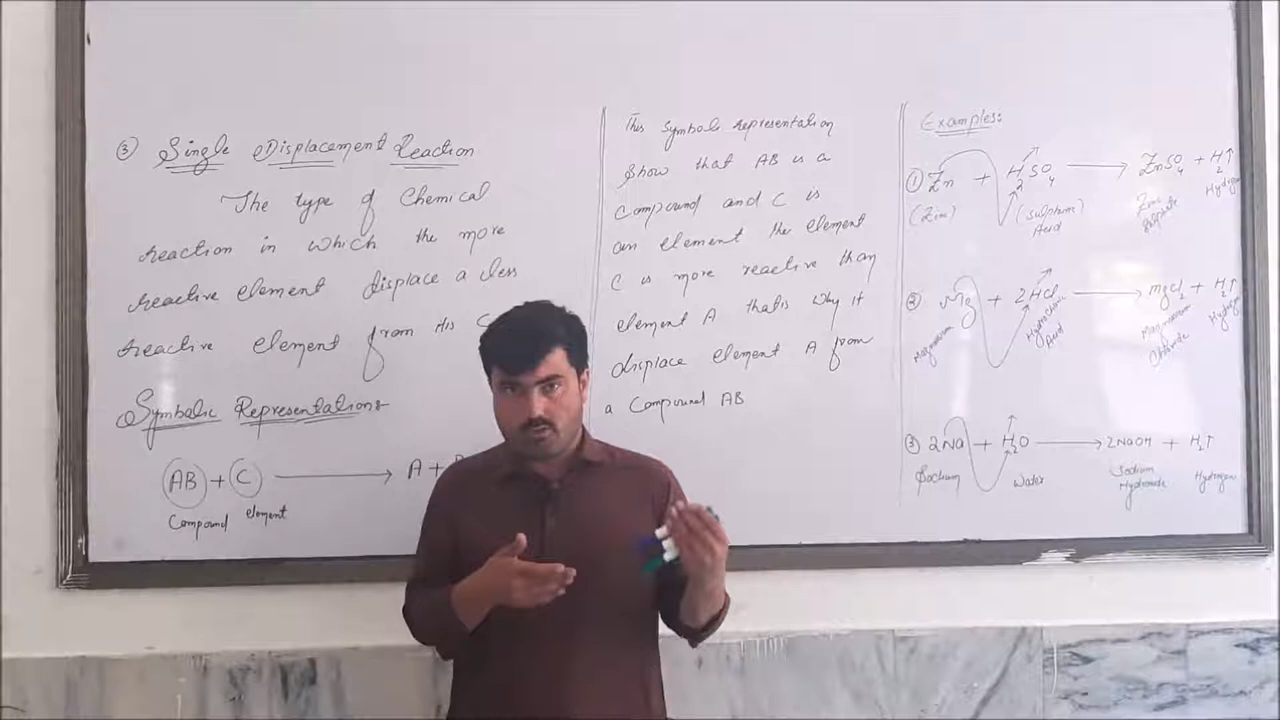 ③ Single Displacement Reaction
The type of Chemical
reaction in which the more
reactive element displace a less
reactive element from His C
Symbolic Representations
AB + C → A +
Compound element
This Symbols representation
Show that AB is a
Compound and C is
an element the element
C is more reactive than
element A thats why it
displace element A from
a Compound AB
Examples:
① Zn + H2SO4 → ZnSO4 + H2↑
(Zinc) (Sulphuric) Acid Zinc Sulphate Hydrogen
② Mg + 2HCl → mgCl2 + H2↑
Magnesium Hydrochloric Acid Magnesium Chloride Hydrogen
③ 2Na + H2O → 2NaOH + H2↑
Sodium Water Sodium Hydroxide Hydrogen